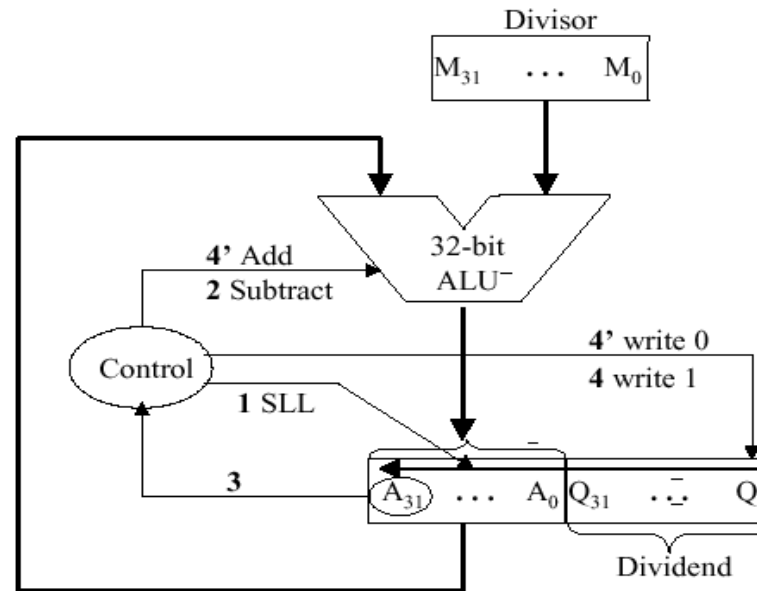 Divisor
M31 ... M0
32-bit
ALU–
4’ Add
2 Subtract
Control
4’ write 0
4 write 1
1 SLL
3
A31 ... A0 Q31 ... Q
Dividend